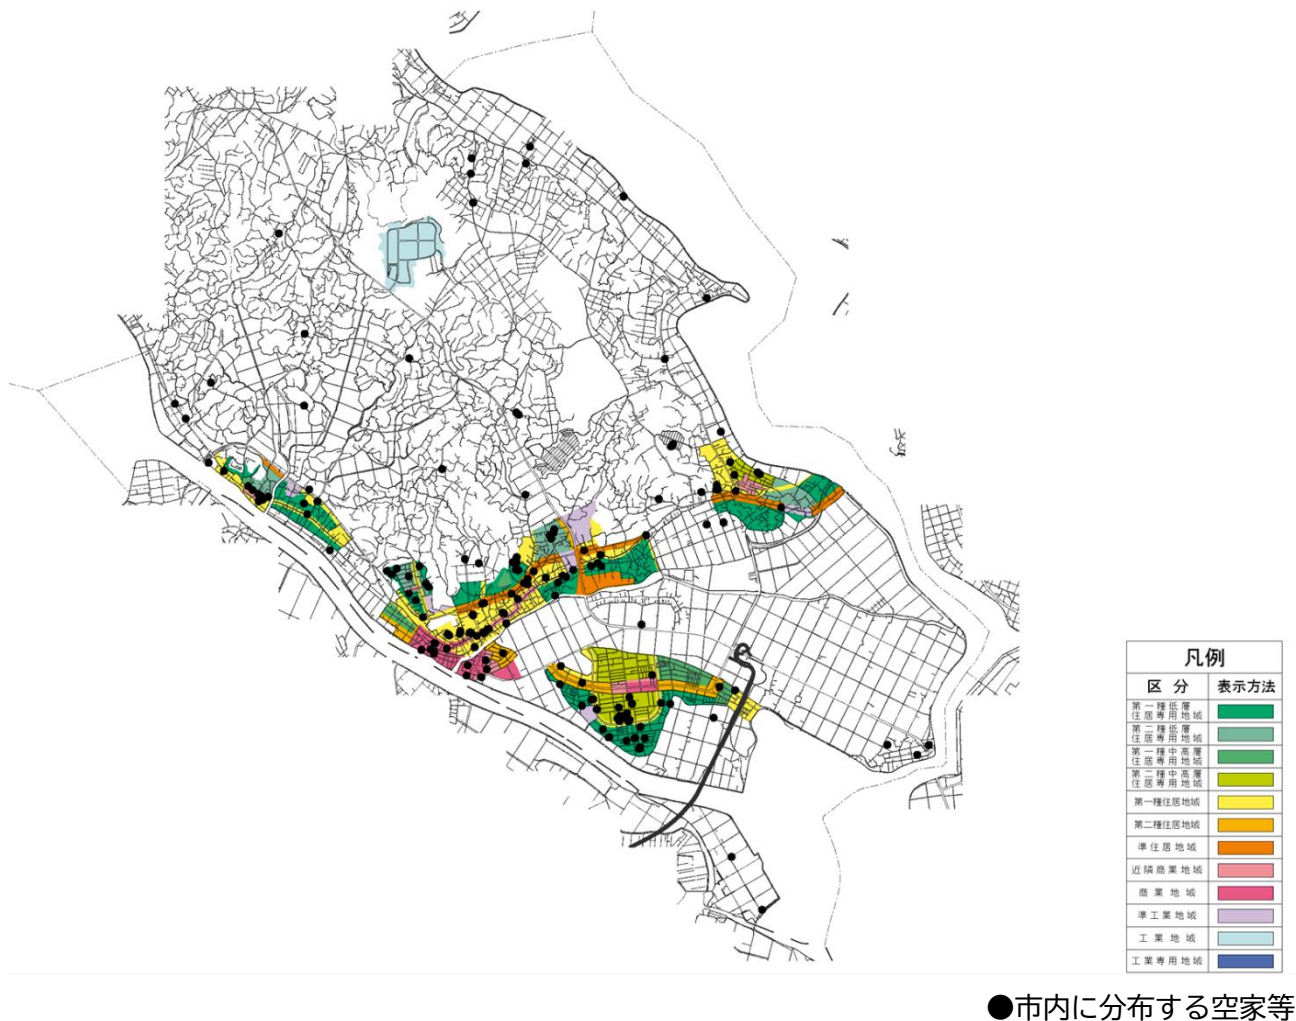 凡例
区 分 表示方法
第一種低層
住居専用地域
第二種低層
住居専用地域
第一種中高層
住居専用地域
第二種中高層
住居専用地域
第一種住居地域
第二種住居地域
準住居地域
近隣商業地域
商業地域
準工業地域
工業地域
工業専用地域
●市内に分布する空家等